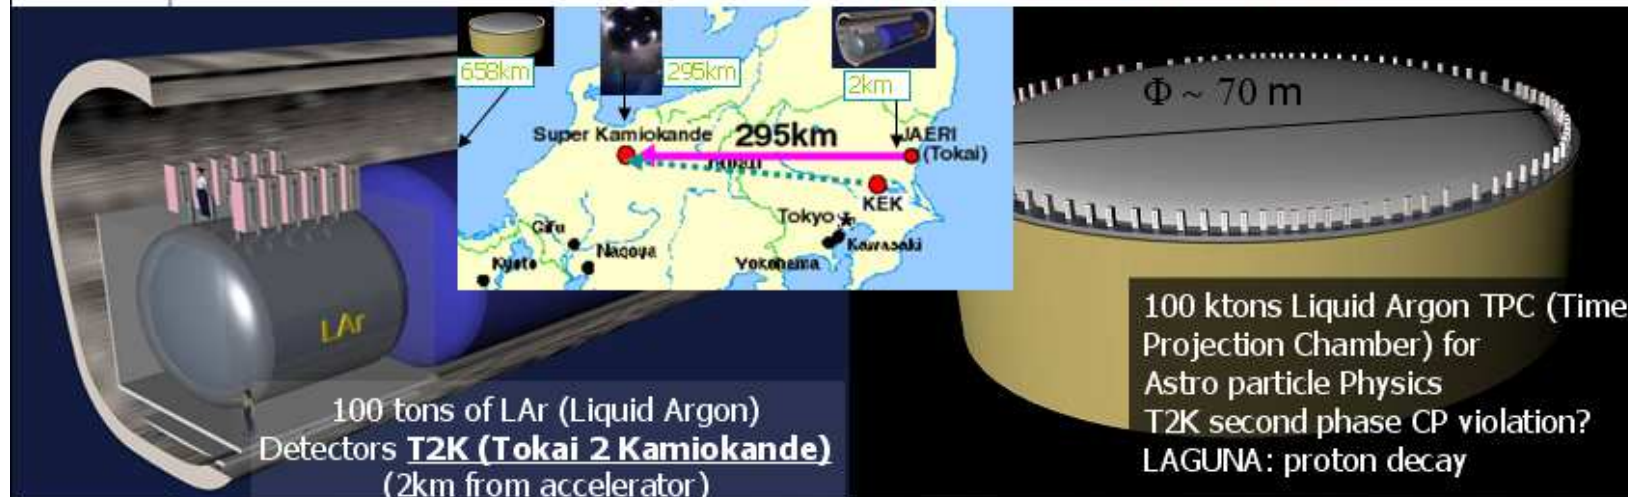 658km
295km
2km
Super Kamiokande
295km
JAERI
(Tokai)
KEK
Tokyo
Kawasaki
Yokohama
Gifu
Nagoya
Kyoto
LAr
100 tons of LAr (Liquid Argon)
Detectors T2K (Tokai 2 Kamiokande)
(2km from accelerator)
Φ ~ 70 m
100 ktons Liquid Argon TPC (Time
Projection Chamber) for
Astro particle Physics
T2K second phase CP violation?
LAGUNA: proton decay